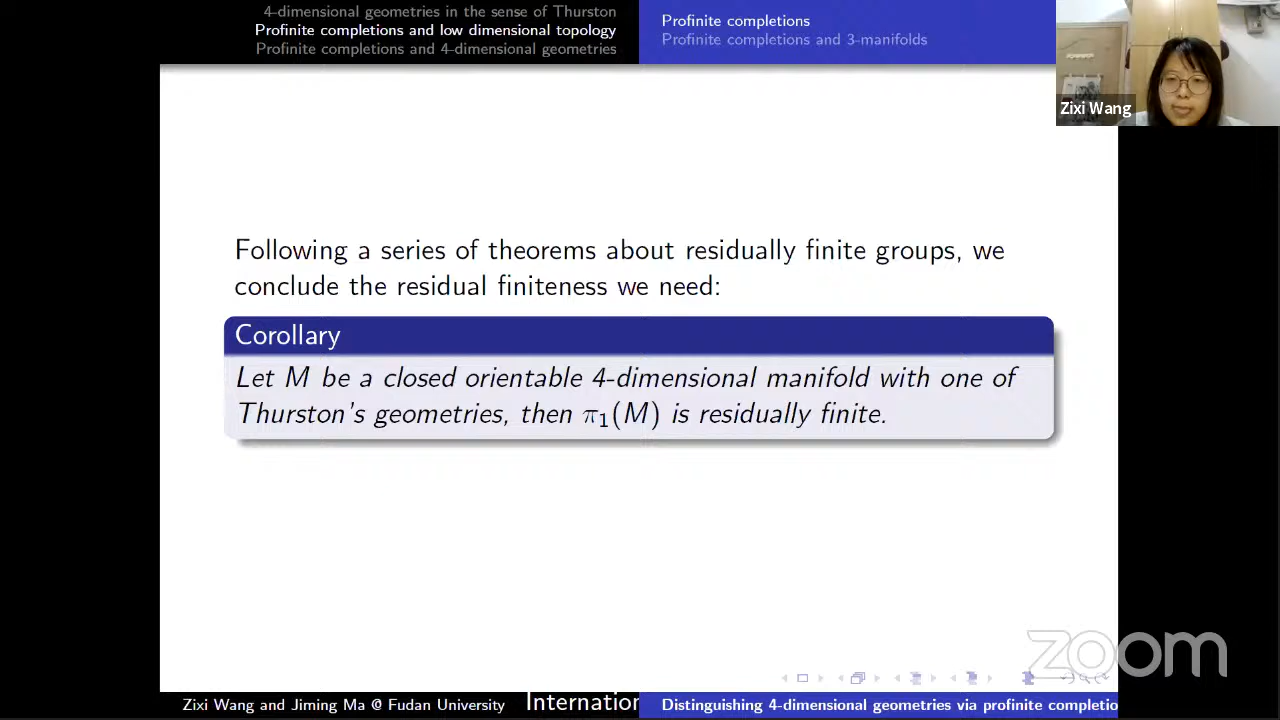 4-dimensional geometries in the sense of Thurston
Profinite completions and low dimensional topology
Profinite completions and 4-dimensional geometries
Profinite completions
Profinite completions and 3-manifolds
Zixi Wang
Following a series of theorems about residually finite groups, we
conclude the residual finiteness we need:
Corollary
Let M be a closed orientable 4-dimensional manifold with one of
Thurston's geometries, then π₁(M) is residually finite.
zoom
Zixi Wang and Jiming Ma @ Fudan University
Internation
Distinguishing 4-dimensional geometries via profinite completio